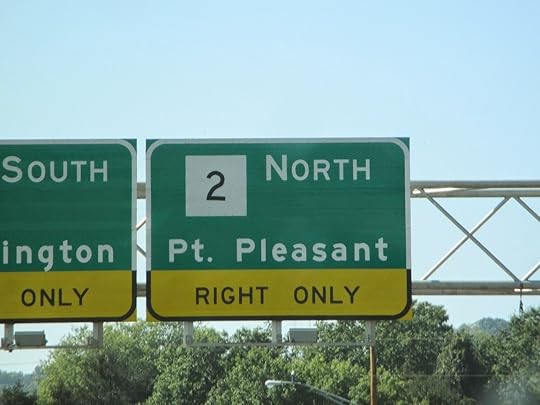 SOUTH
ington
ONLY
2 NORTH
Pt. Pleasant
RIGHT ONLY